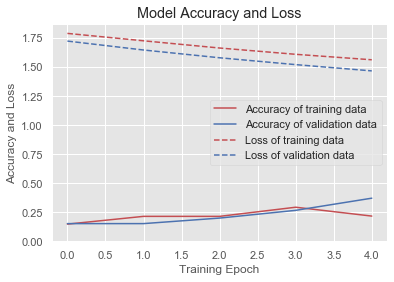 Model Accuracy and Loss
Accuracy and Loss
1.75
1.50
1.25
1.00
0.75
0.50
0.25
0.00
Accuracy of training data
Accuracy of validation data
Loss of training data
Loss of validation data
0.0 0.5 1.0 1.5 2.0 2.5 3.0 3.5 4.0
Training Epoch